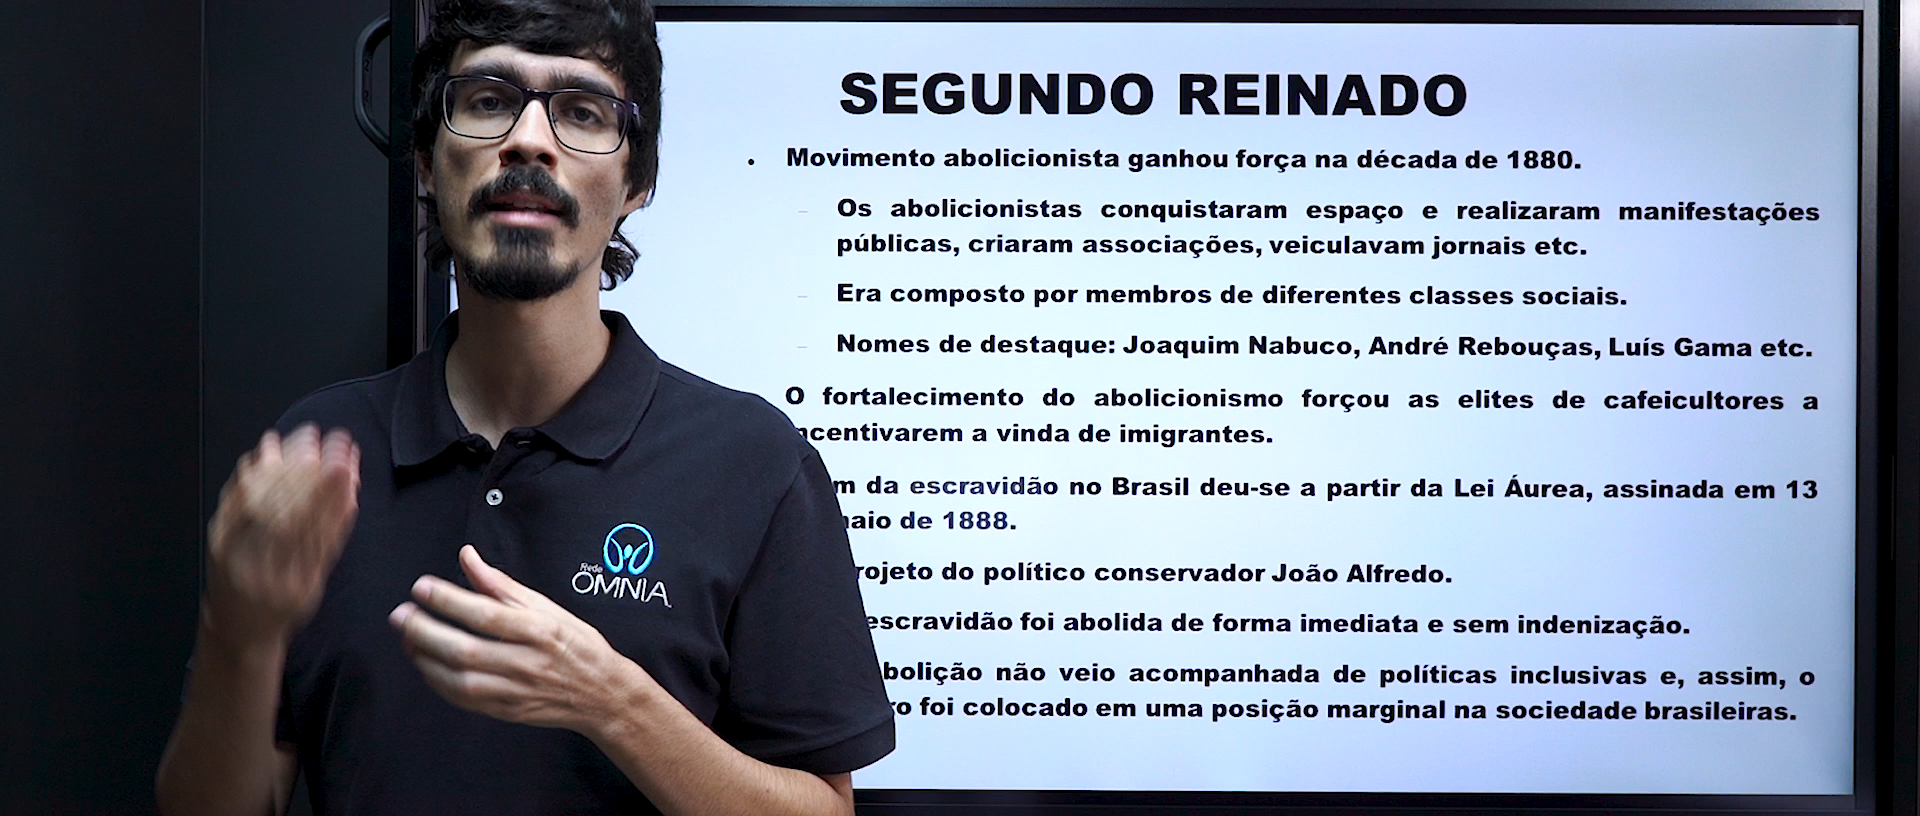 SEGUNDO REINADO
• Movimento abolicionista ganhou força na década de 1880.
– Os abolicionistas conquistaram espaço e realizaram manifestações
públicas, criaram associações, veiculavam jornais etc.
– Era composto por membros de diferentes classes sociais.
– Nomes de destaque: Joaquim Nabuco, André Rebouças, Luís Gama etc.
O fortalecimento do abolicionismo forçou as elites de cafeicultores a
ncentivarem a vinda de imigrantes.
m da escravidão no Brasil deu-se a partir da Lei Áurea, assinada em 13
aio de 1888.
rojeto do político conservador João Alfredo.
escravidão foi abolida de forma imediata e sem indenização.
bolição não veio acompanhada de políticas inclusivas e, assim, o
ro foi colocado em uma posição marginal na sociedade brasileiras.
Rede
OMNIA